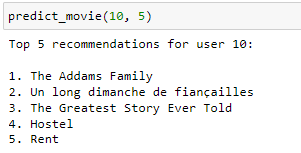 predict_movie(10, 5)
Top 5 recommendations for user 10:
1. The Addams Family
2. Un long dimanche de fiançailles
3. The Greatest Story Ever Told
4. Hostel
5. Rent